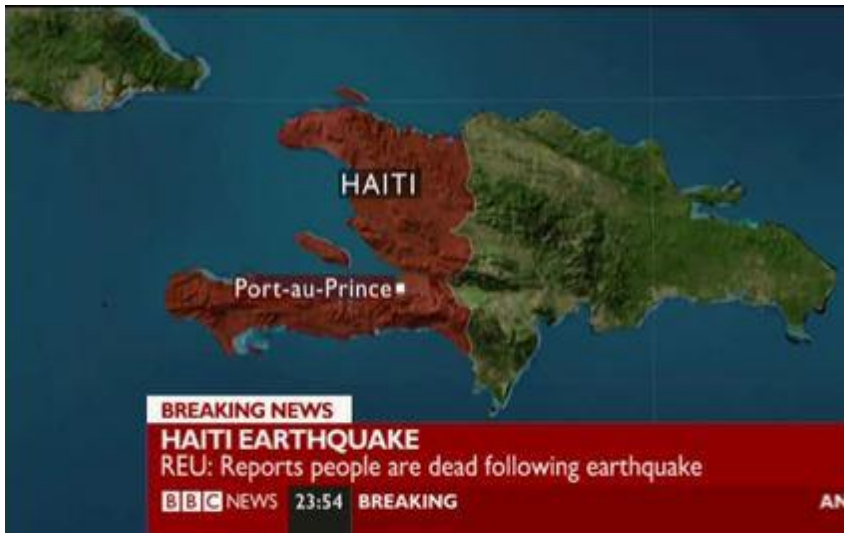 HAITI
Port-au-Prince
BREAKING NEWS
HAITI EARTHQUAKE
REU: Reports people are dead following earthquake
BBC NEWS 23:54 BREAKING AN